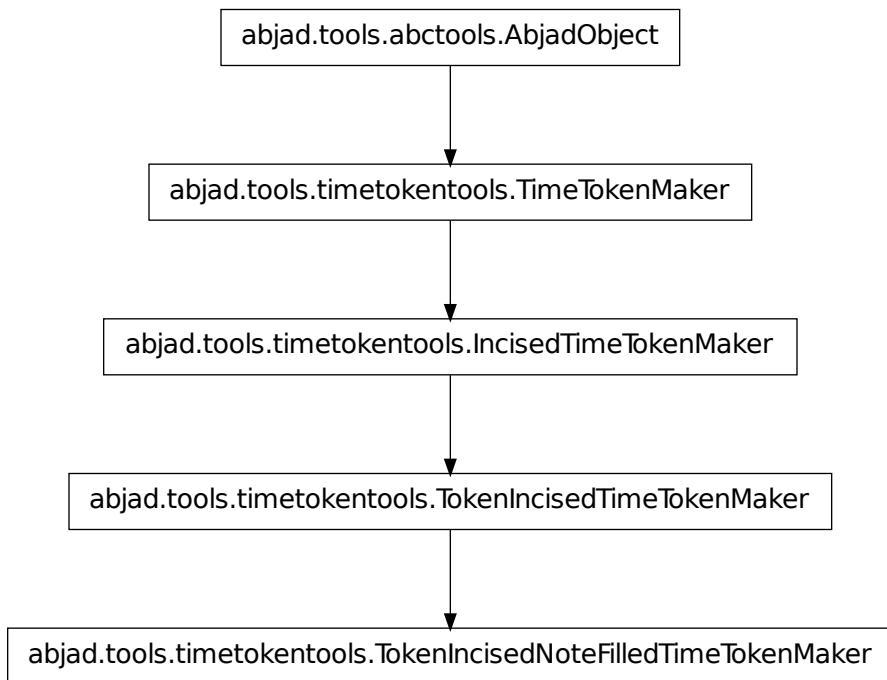 abjad.tools.abctools.AbjadObject
abjad.tools.timetokentools.TimeTokenMaker
abjad.tools.timetokentools.IncisedTimeTokenMaker
abjad.tools.timetokentools.TokenIncisedTimeTokenMaker
abjad.tools.timetokentools.TokenIncisedNoteFilledTimeTokenMaker